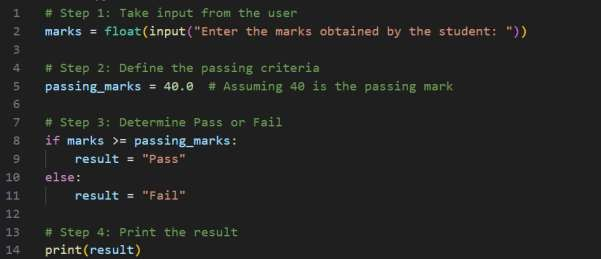 1 # Step 1: Take input from the user
2 marks = float(input("Enter the marks obtained by the student: "))
3
4 # Step 2: Define the passing criteria
5 passing_marks = 40.0  # Assuming 40 is the passing mark
6
7 # Step 3: Determine Pass or Fail
8 if marks >= passing_marks:
9     result = "Pass"
10 else:
11     result = "Fail"
12
13 # Step 4: Print the result
14 print(result)